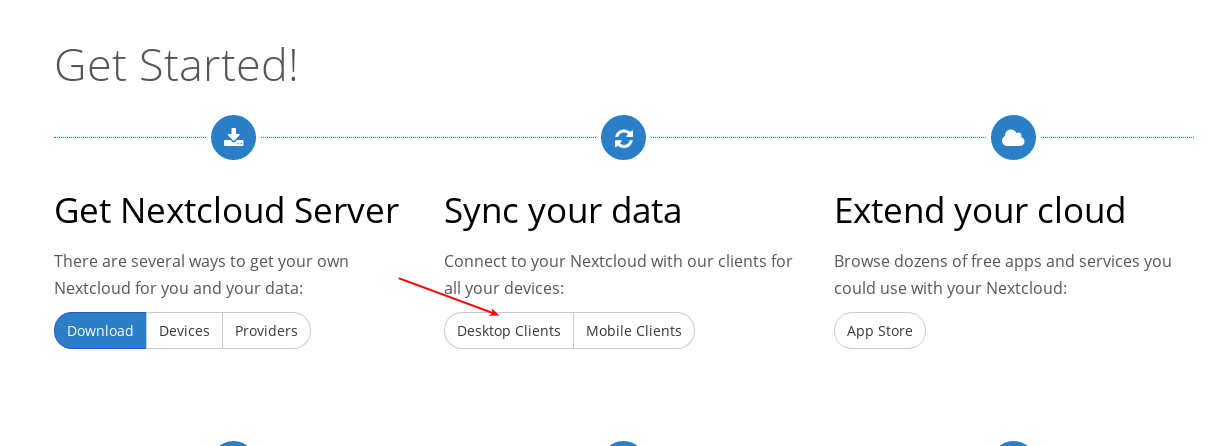 Get Started!
Get Nextcloud Server
There are several ways to get your own
Nextcloud for you and your data:
Download Devices Providers
Sync your data
Connect to your Nextcloud with our clients for
all your devices:
Desktop Clients Mobile Clients
Extend your cloud
Browse dozens of free apps and services you
could use with your Nextcloud:
App Store